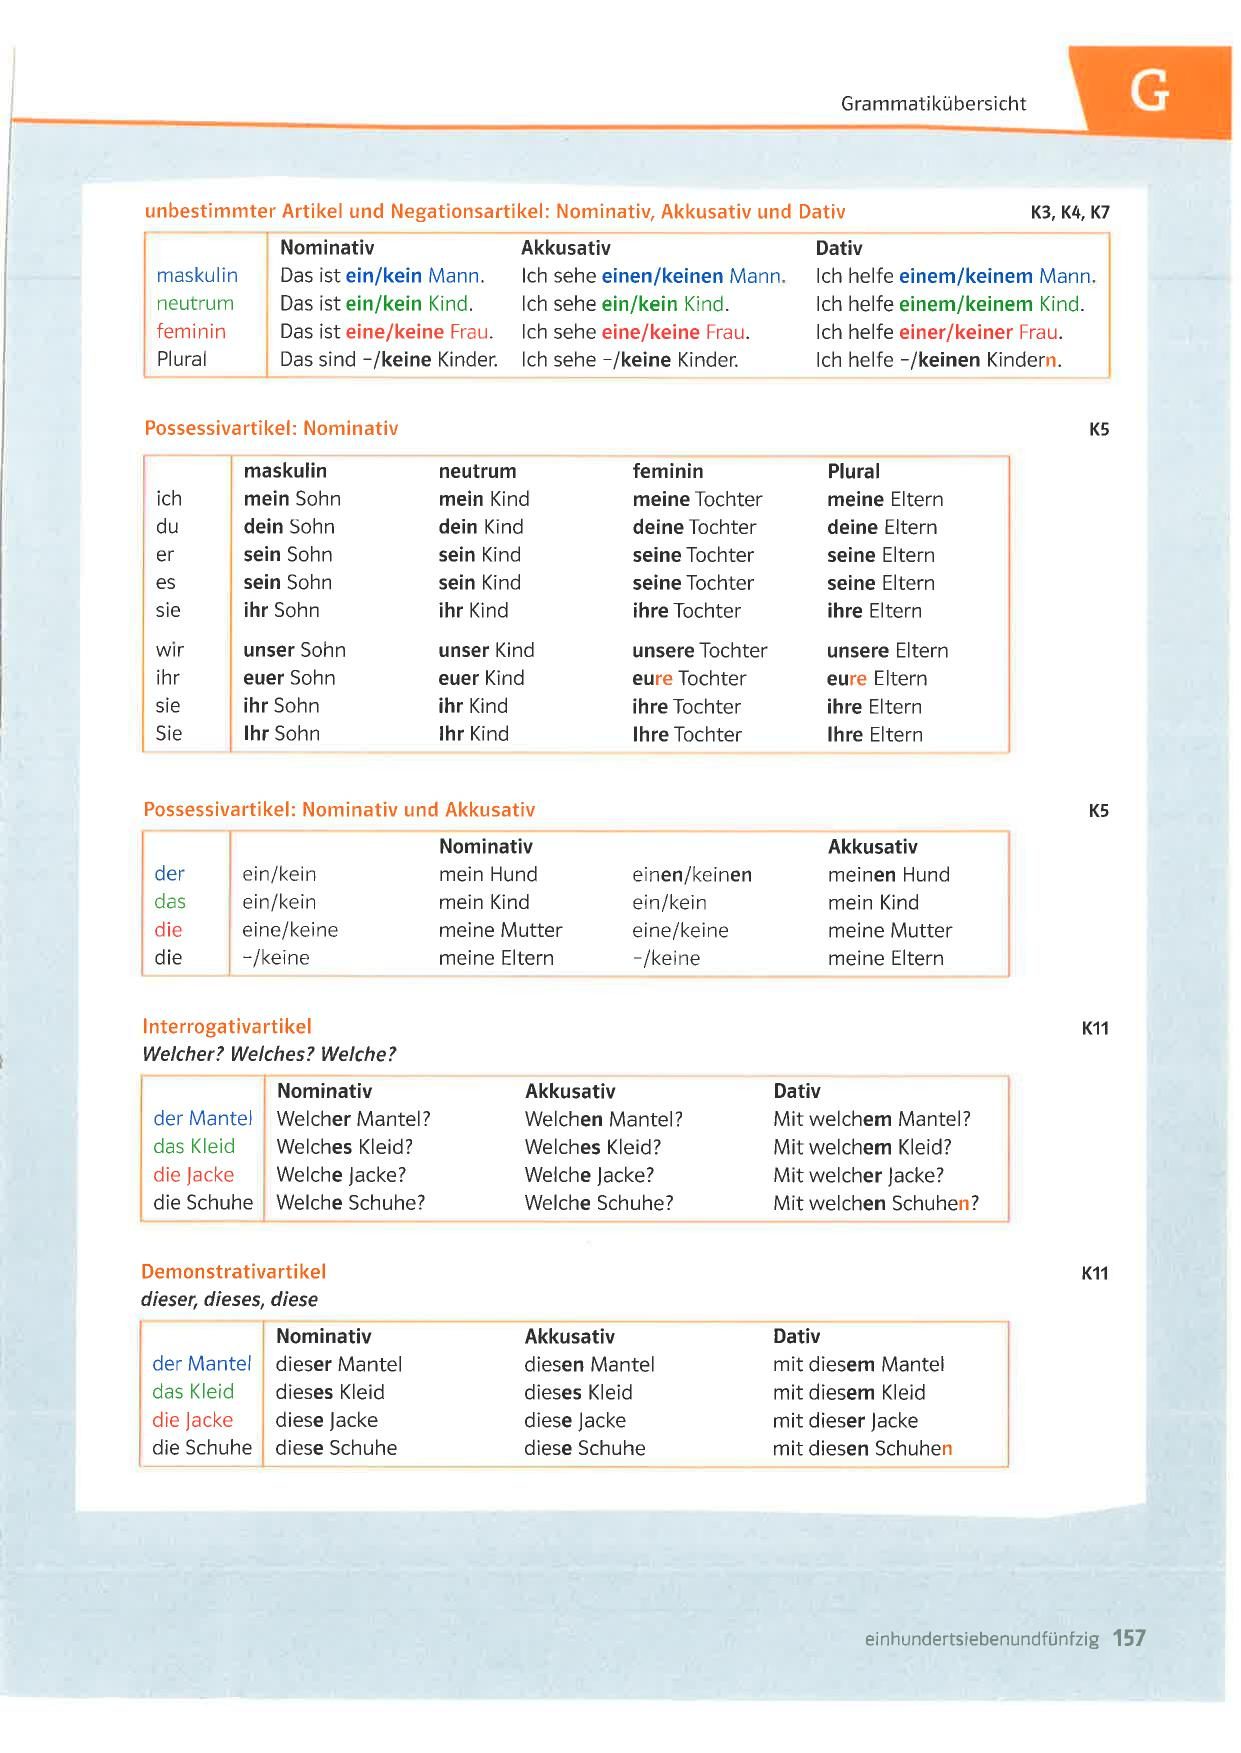 Grammatikübersicht G
unbestimmter Artikel und Negationsartikel: Nominativ, Akkusativ und Dativ K3, K4, K7
Nominativ Akkusativ Dativ
maskulin Das ist ein/kein Mann. Ich sehe einen/keinen Mann. Ich helfe einem/keinem Mann.
neutrum Das ist ein/kein Kind. Ich sehe ein/kein Kind. Ich helfe einem/keinem Kind.
feminin Das ist eine/keine Frau. Ich sehe eine/keine Frau. Ich helfe einer/keiner Frau.
Plural Das sind –/keine Kinder. Ich sehe –/keine Kinder. Ich helfe –/keinen Kindern.
Possessivartikel: Nominativ K5
maskulin neutrum feminin Plural
ich mein Sohn mein Kind meine Tochter meine Eltern
du dein Sohn dein Kind deine Tochter deine Eltern
er sein Sohn sein Kind seine Tochter seine Eltern
es sein Sohn sein Kind seine Tochter seine Eltern
sie ihr Sohn ihr Kind ihre Tochter ihre Eltern
wir unser Sohn unser Kind unsere Tochter unsere Eltern
ihr euer Sohn euer Kind eure Tochter eure Eltern
sie ihr Sohn ihr Kind ihre Tochter ihre Eltern
Sie Ihr Sohn Ihr Kind Ihre Tochter Ihre Eltern
Possessivartikel: Nominativ und Akkusativ K5
Nominativ Akkusativ
der ein/kein mein Hund einen/keinen meinen Hund
das ein/kein mein Kind ein/kein mein Kind
die eine/keine meine Mutter eine/keine meine Mutter
die –/keine meine Eltern –/keine meine Eltern
Interrogativartikel K11
Welcher? Welches? Welche?
Nominativ Akkusativ Dativ
der Mantel Welcher Mantel? Welchen Mantel? Mit welchem Mantel?
das Kleid Welches Kleid? Welches Kleid? Mit welchem Kleid?
die Jacke Welche Jacke? Welche Jacke? Mit welcher Jacke?
die Schuhe Welche Schuhe? Welche Schuhe? Mit welchen Schuhen?
Demonstrativartikel K11
dieser, dieses, diese
Nominativ Akkusativ Dativ
der Mantel dieser Mantel diesen Mantel mit diesem Mantel
das Kleid dieses Kleid dieses Kleid mit diesem Kleid
die Jacke diese Jacke diese Jacke mit dieser Jacke
die Schuhe diese Schuhe diese Schuhe mit diesen Schuhen
einhundertsiebenundfünfzig 157